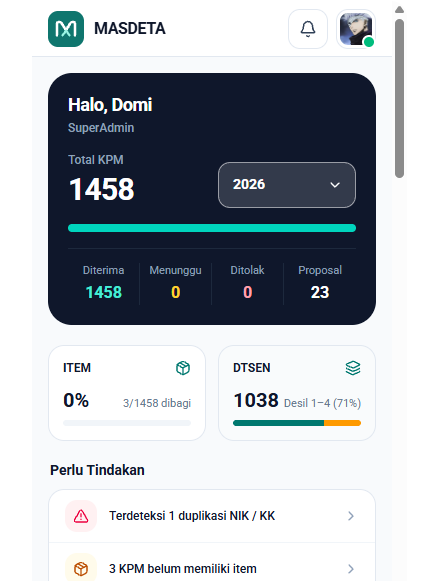 MASDETA
Halo, Domi
SuperAdmin
Total KPM
1458
2026
Diterima Menunggu Ditolak Proposal
1458 0 0 23
ITEM
0% 3/1458 dibagi
DTSEN
1038 Desil 1–4 (71%)
Perlu Tindakan
Terdeteksi 1 duplikasi NIK / KK
3 KPM belum memiliki item